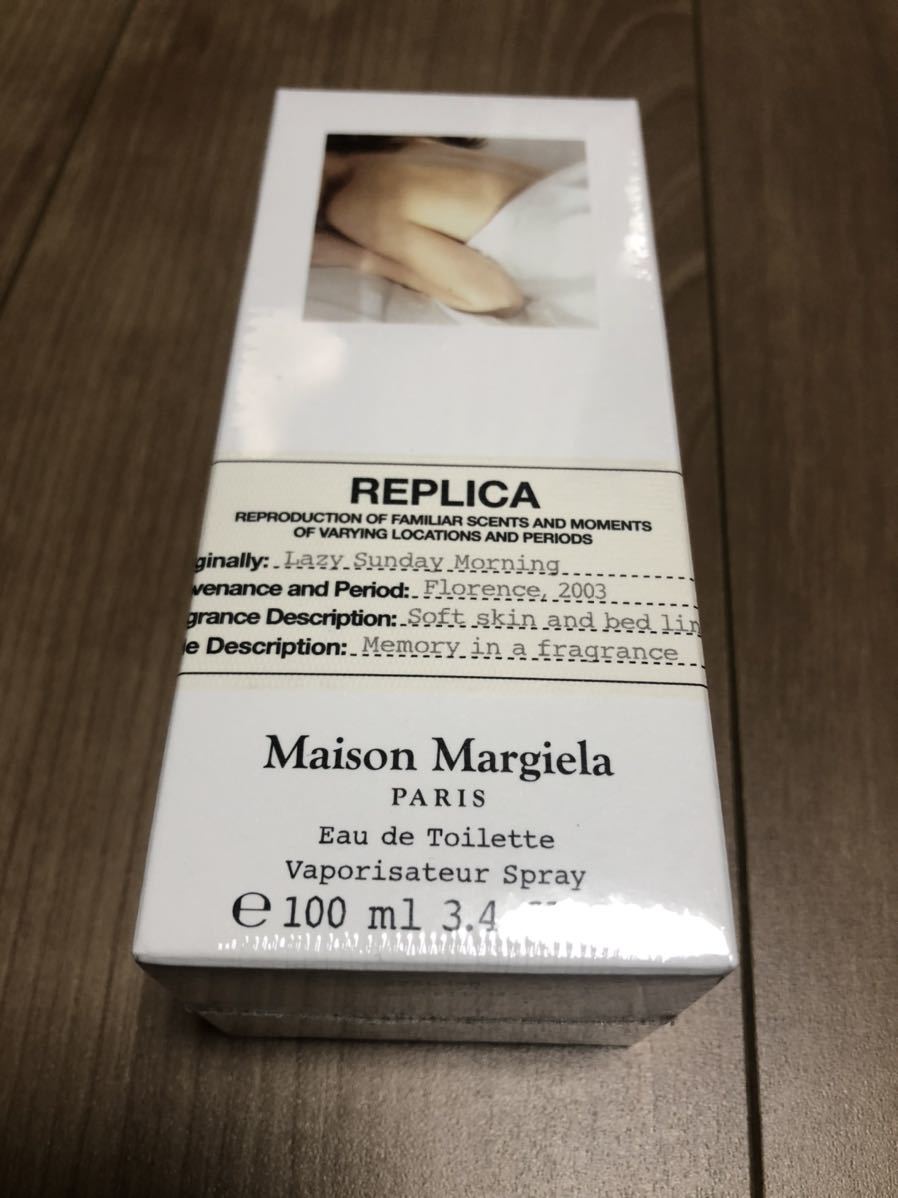 REPLICA
REPRODUCTION OF FAMILIAR SCENTS AND MOMENTS
OF VARYING LOCATIONS AND PERIODS
ginally: Lazy Sunday Morning
venance and Period: Florence, 2003
grance Description: Soft skin and bed lin
e Description: Memory in a fragrance
Maison Margiela
PARIS
Eau de Toilette
Vaporisateur Spray
℮ 100 ml 3.4